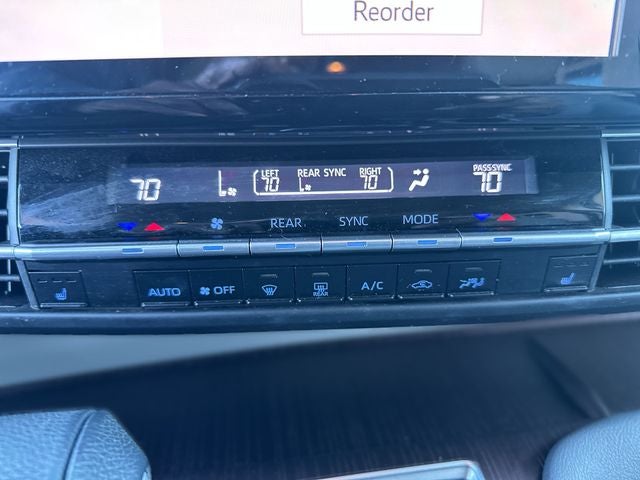 Reorder
LEFT REAR SYNC RIGHT PASS SYNC
70 70 70 70
REAR SYNC MODE
AUTO OFF REAR A/C